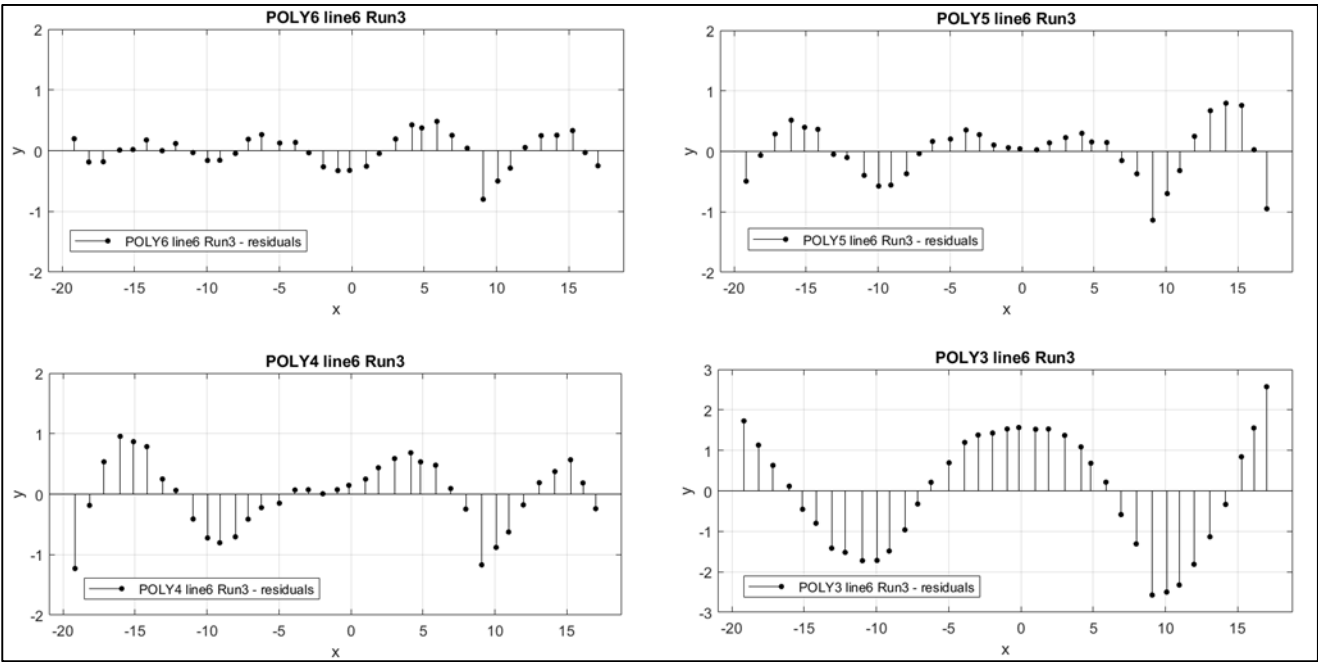 POLY6 line6 Run3
2
1
0
-1
-2
y
POLY6 line6 Run3 - residuals
-20 -15 -10 -5 0 5 10 15
x
POLY5 line6 Run3
2
1
0
-1
-2
y
POLY5 line6 Run3 - residuals
-20 -15 -10 -5 0 5 10 15
x
POLY4 line6 Run3
2
1
0
-1
-2
y
POLY4 line6 Run3 - residuals
-20 -15 -10 -5 0 5 10 15
x
POLY3 line6 Run3
3
2
1
0
-1
-2
-3
y
POLY3 line6 Run3 - residuals
-20 -15 -10 -5 0 5 10 15
x